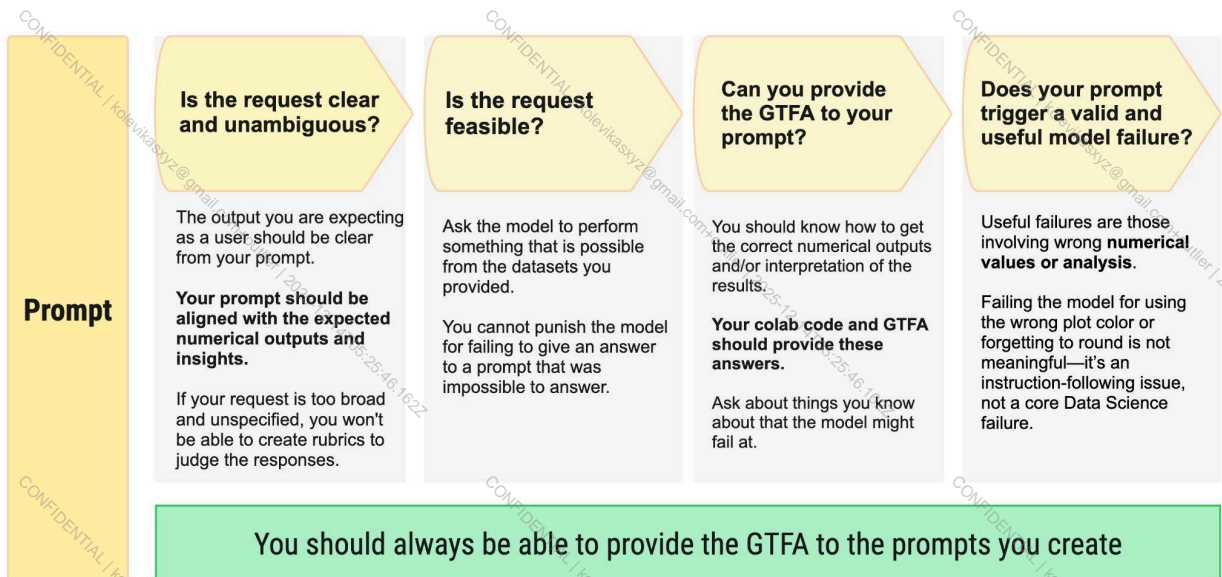 Prompt
Is the request clear
and unambiguous?
The output you are expecting
as a user should be clear
from your prompt.
Your prompt should be
aligned with the expected
numerical outputs and
insights.
If your request is too broad
and unspecified, you won't
be able to create rubrics to
judge the responses.
Is the request
feasible?
Ask the model to perform
something that is possible
from the datasets you
provided.
You cannot punish the model
for failing to give an answer
to a prompt that was
impossible to answer.
Can you provide
the GTFA to your
prompt?
You should know how to get
the correct numerical outputs
and/or interpretation of the
results.
Your colab code and GTFA
should provide these
answers.
Ask about things you know
about that the model might
fail at.
Does your prompt
trigger a valid and
useful model failure?
Useful failures are those
involving wrong numerical
values or analysis.
Failing the model for using
the wrong plot color or
forgetting to round is not
meaningful—it's an
instruction-following issue,
not a core Data Science
failure.
You should always be able to provide the GTFA to the prompts you create